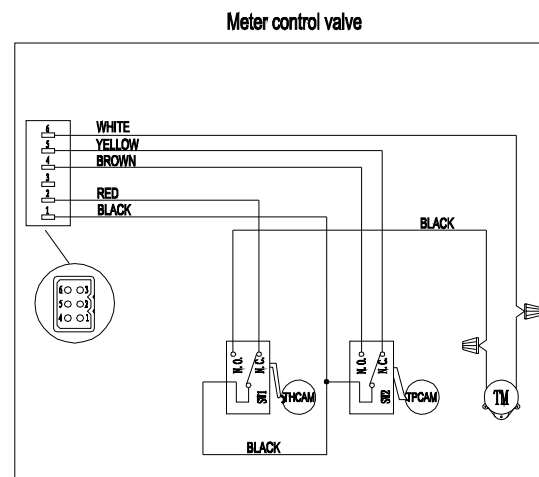 Meter control valve
6 WHITE
5 YELLOW
4 BROWN
3
2 RED
1 BLACK
BLACK
6 3
5 2
4 1
N. O. N. C.
SW1
THCAM
N. O. N. C.
SW2
TPCAM
TM
BLACK